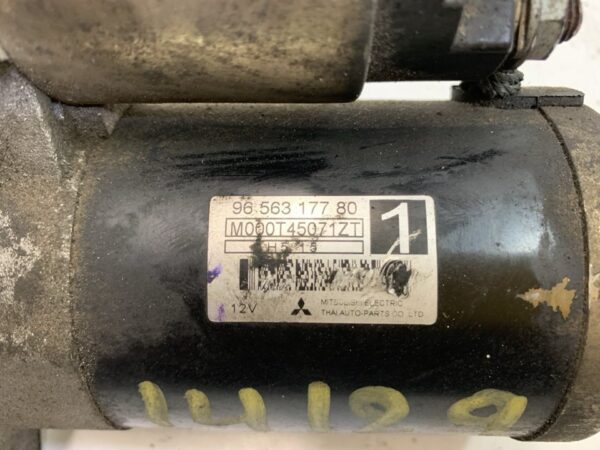 96 563 177 80
M000T45071ZT
1
12V
MITSUBISHI ELECTRIC
THAI AUTO-PARTS CO.,LTD.